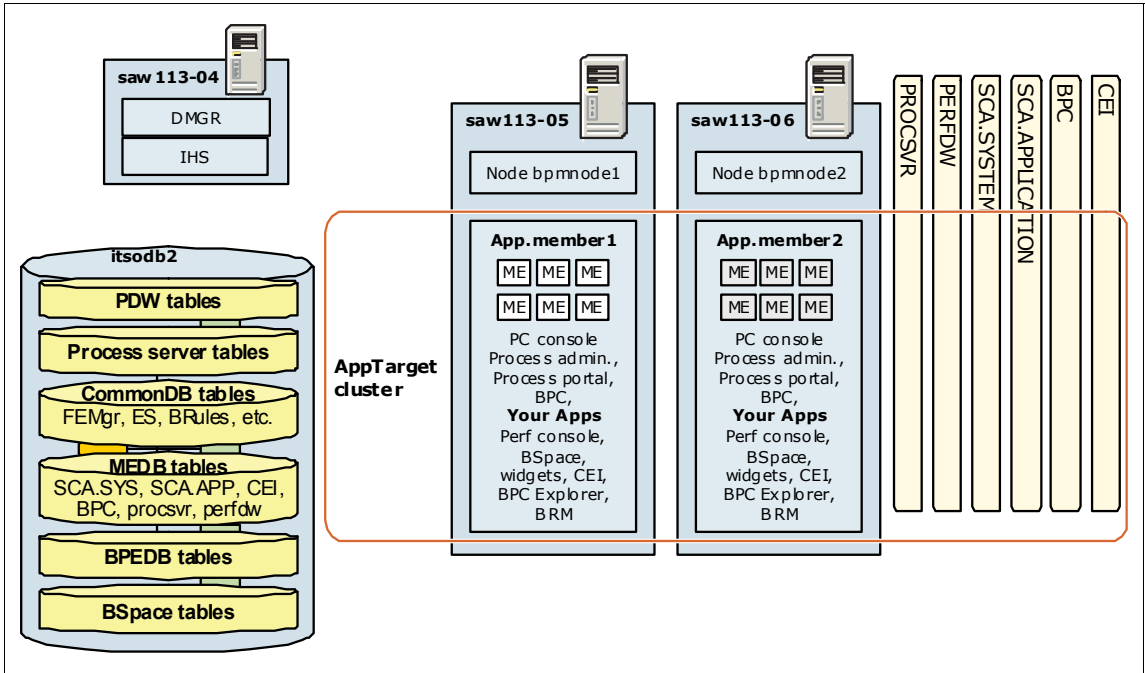 saw 113-04
DMGR
IHS
itsodb2
PDW tables
Process server tables
CommonDB tables
FEMgr, ES, BRules, etc.
MEDB tables
SCA.SYS, SCA.APP, CEI,
BPC, procsvr, perfdw
BPEDB tables
BSpace tables
AppTarget
cluster
saw113-05
Node bpmnode1
App.member1
ME ME ME
ME ME ME
PC console
Process admin.,
Process portal,
BPC,
Your Apps
Perf console,
BSpace,
widgets, CEI,
BPC Explorer,
BRM
saw113-06
Node bpmnode2
App.member2
ME ME ME
ME ME ME
PC console
Process admin.,
Process portal,
BPC,
Your Apps
Perf console,
BSpace,
widgets, CEI,
BPC Explorer,
BRM
PROCSVR
PERFDW
SCA.SYSTEM
SCA.APPLICATION
BPC
CEI